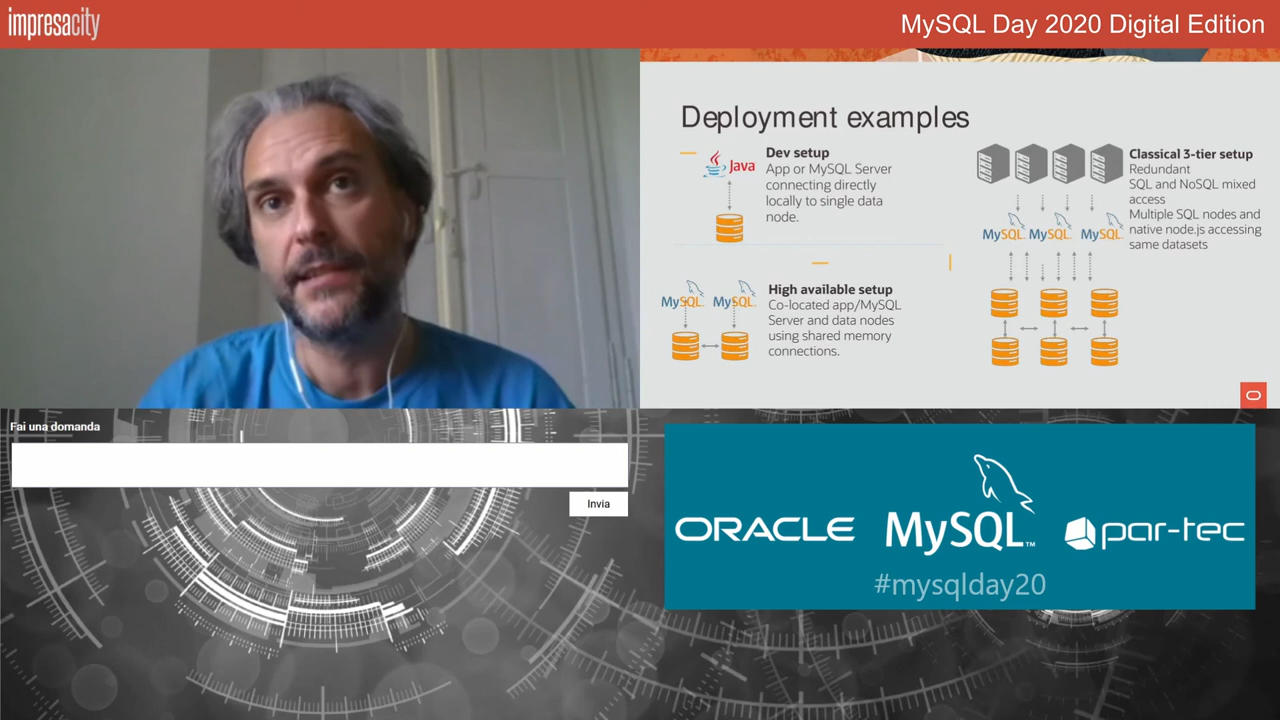 impresacity
MySQL Day 2020 Digital Edition
Deployment examples
Java
Dev setup
App or MySQL Server
connecting directly
locally to single data
node.
MySQL
MySQL
High available setup
Co-located app/MySQL
Server and data nodes
using shared memory
connections.
Classical 3-tier setup
Redundant
SQL and NoSQL mixed
access
Multiple SQL nodes and
native node.js accessing
same datasets
MySQL
MySQL
MySQL
Fai una domanda
Invia
ORACLE
MySQL™
par-tec
#mysqlday20